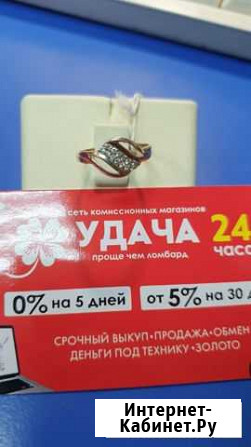 сеть комиссионных магазинов
УДАЧА 24
проще чем ломбард
часа
0% на 5 дней от 5% на 30
СРОЧНЫЙ ВЫКУП•ПРОДАЖА•ОБМЕН
ДЕНЬГИ ПОД ТЕХНИКУ•ЗОЛОТО
Интернет-
Кабинет.Ру